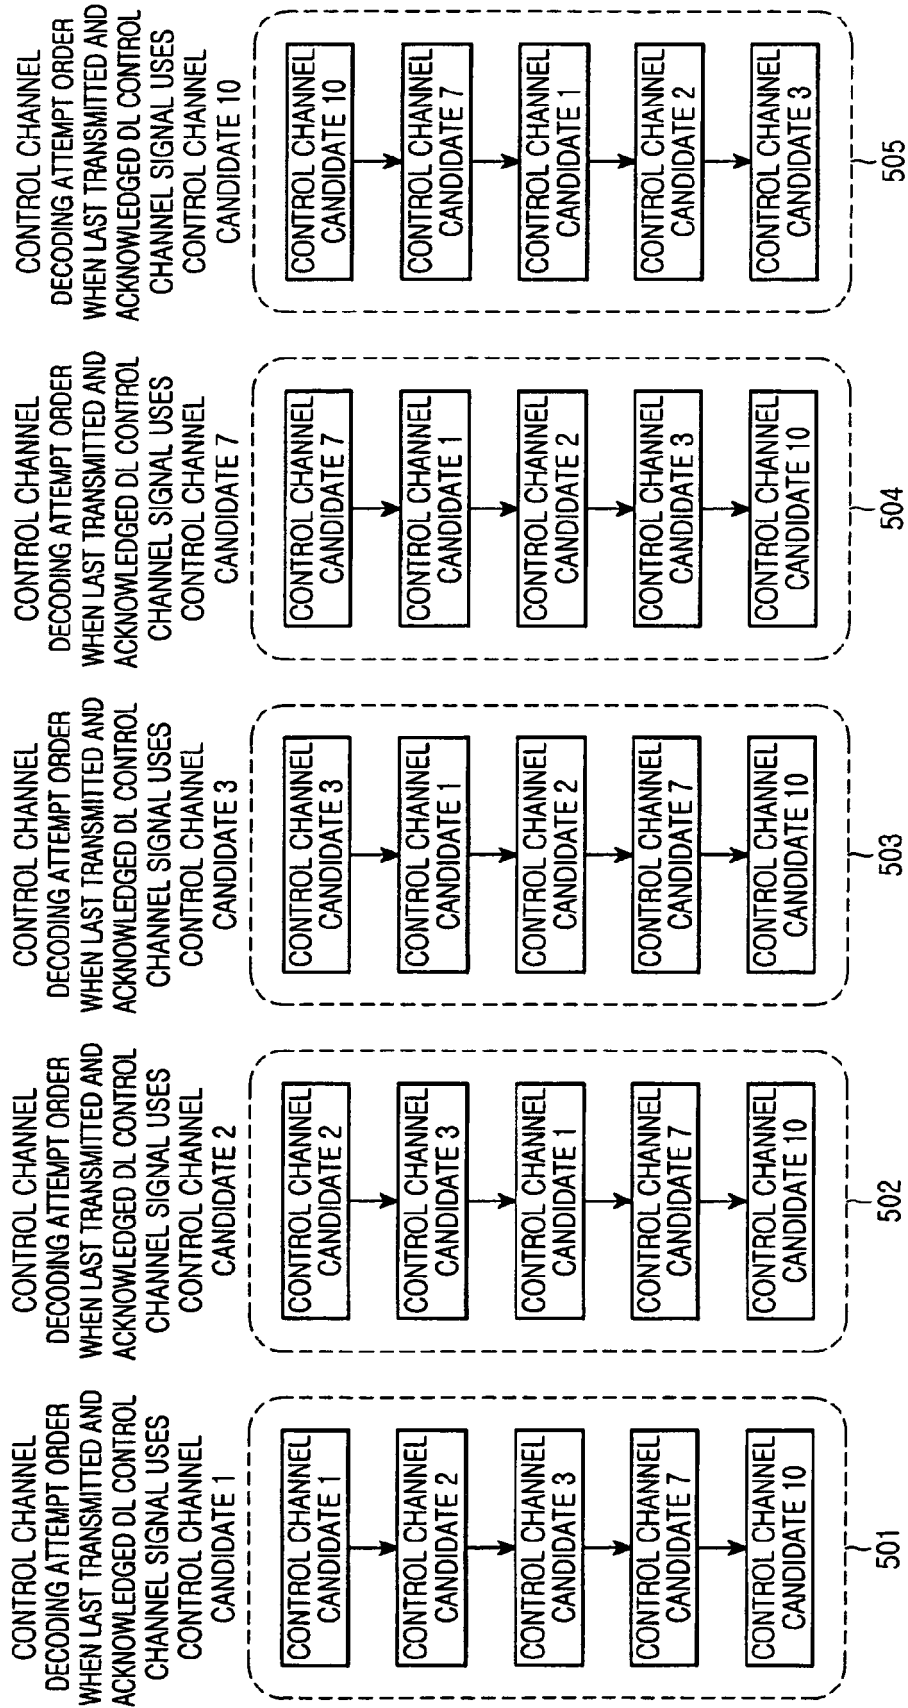 CONTROL CHANNEL
DECODING ATTEMPT ORDER
WHEN LAST TRANSMITTED AND
ACKNOWLEDGED DL CONTROL
CHANNEL SIGNAL USES
CONTROL CHANNEL
CANDIDATE 1
CONTROL CHANNEL
CANDIDATE 1
CONTROL CHANNEL
CANDIDATE 2
CONTROL CHANNEL
CANDIDATE 3
CONTROL CHANNEL
CANDIDATE 7
CONTROL CHANNEL
CANDIDATE 10
501
CONTROL CHANNEL
DECODING ATTEMPT ORDER
WHEN LAST TRANSMITTED AND
ACKNOWLEDGED DL CONTROL
CHANNEL SIGNAL USES
CONTROL CHANNEL
CANDIDATE 2
CONTROL CHANNEL
CANDIDATE 2
CONTROL CHANNEL
CANDIDATE 3
CONTROL CHANNEL
CANDIDATE 1
CONTROL CHANNEL
CANDIDATE 7
CONTROL CHANNEL
CANDIDATE 10
502
CONTROL CHANNEL
DECODING ATTEMPT ORDER
WHEN LAST TRANSMITTED AND
ACKNOWLEDGED DL CONTROL
CHANNEL SIGNAL USES
CONTROL CHANNEL
CANDIDATE 3
CONTROL CHANNEL
CANDIDATE 3
CONTROL CHANNEL
CANDIDATE 1
CONTROL CHANNEL
CANDIDATE 2
CONTROL CHANNEL
CANDIDATE 7
CONTROL CHANNEL
CANDIDATE 10
503
CONTROL CHANNEL
DECODING ATTEMPT ORDER
WHEN LAST TRANSMITTED AND
ACKNOWLEDGED DL CONTROL
CHANNEL SIGNAL USES
CONTROL CHANNEL
CANDIDATE 7
CONTROL CHANNEL
CANDIDATE 7
CONTROL CHANNEL
CANDIDATE 1
CONTROL CHANNEL
CANDIDATE 2
CONTROL CHANNEL
CANDIDATE 3
CONTROL CHANNEL
CANDIDATE 10
504
CONTROL CHANNEL
DECODING ATTEMPT ORDER
WHEN LAST TRANSMITTED AND
ACKNOWLEDGED DL CONTROL
CHANNEL SIGNAL USES
CONTROL CHANNEL
CANDIDATE 10
CONTROL CHANNEL
CANDIDATE 10
CONTROL CHANNEL
CANDIDATE 7
CONTROL CHANNEL
CANDIDATE 1
CONTROL CHANNEL
CANDIDATE 2
CONTROL CHANNEL
CANDIDATE 3
505